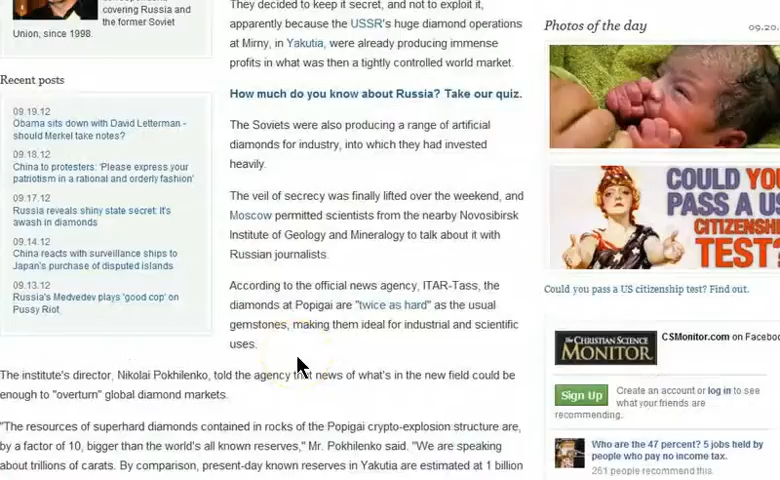 covering Russia and
the former Soviet
Union, since 1998.
Recent posts
09.19.12
Obama sits down with David Letterman -
should Merkel take notes?
09.18.12
China to protesters: 'Please express your
patriotism in a rational and orderly fashion'
09.17.12
Russia reveals shiny state secret: It's
awash in diamonds
09.14.12
China reacts with surveillance ships to
Japan's purchase of disputed islands
09.13.12
Russia's Medvedev plays 'good cop' on
Pussy Riot
They decided to keep it secret, and not to exploit it,
apparently because the USSR's huge diamond operations
at Mirny, in Yakutia, were already producing immense
profits in what was then a tightly controlled world market.
How much do you know about Russia? Take our quiz.
The Soviets were also producing a range of artificial
diamonds for industry, into which they had invested
heavily.
The veil of secrecy was finally lifted over the weekend, and
Moscow permitted scientists from the nearby Novosibirsk
Institute of Geology and Mineralogy to talk about it with
Russian journalists.
According to the official news agency, ITAR-Tass, the
diamonds at Popigai are "twice as hard" as the usual
gemstones, making them ideal for industrial and scientific
uses.
The institute's director, Nikolai Pokhilenko, told the agency that news of what's in the new field could be
enough to "overturn" global diamond markets.
"The resources of superhard diamonds contained in rocks of the Popigai crypto-explosion structure are,
by a factor of 10, bigger than the world's all known reserves," Mr. Pokhilenko said. "We are speaking
about trillions of carats. By comparison, present-day known reserves in Yakutia are estimated at 1 billion
Photos of the day
09.20.
COULD YOU
PASS A US
CITIZENSHIP
TEST?
Could you pass a US citizenship test? Find out.
The CHRISTIAN SCIENCE
MONITOR
CSMonitor.com on Facebo
Sign Up
Create an account or log in to see
what your friends are
recommending.
Who are the 47 percent? 5 jobs held by
people who pay no income tax.
261 people recommend this.